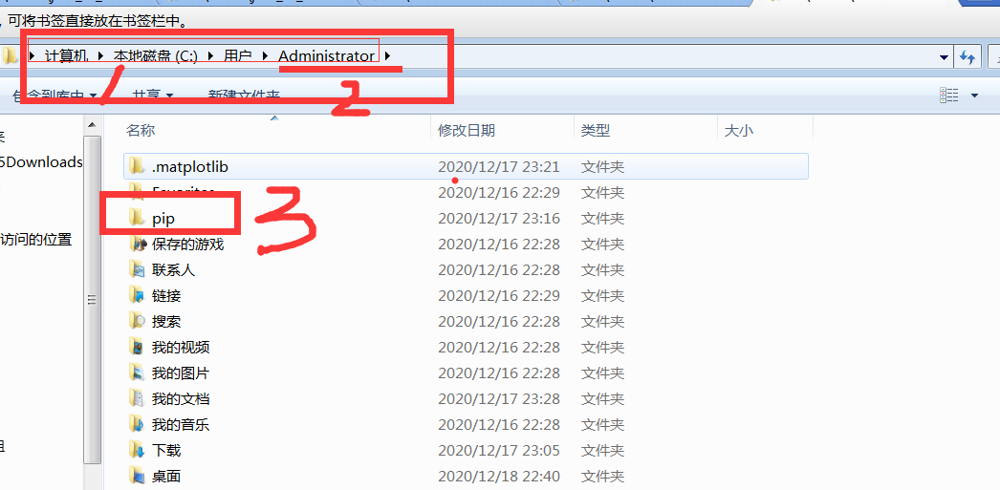 ，可将书签直接放在书签栏中。
计算机 本地磁盘 (C:) 用户 Administrator
1
包含到库中 共享 新建文件夹
2
名称 修改日期 类型 大小
.matplotlib 2020/12/17 23:21 文件夹
5Downloads
Favorites 2020/12/16 22:29 文件夹
pip 2020/12/17 23:16 文件夹
3
访问的位置
保存的游戏 2020/12/16 22:28 文件夹
联系人 2020/12/16 22:28 文件夹
链接 2020/12/16 22:29 文件夹
搜索 2020/12/16 22:28 文件夹
我的视频 2020/12/16 22:28 文件夹
我的图片 2020/12/16 22:28 文件夹
我的文档 2020/12/17 23:28 文件夹
我的音乐 2020/12/16 22:28 文件夹
下载 2020/12/17 23:05 文件夹
桌面 2020/12/18 22:40 文件夹